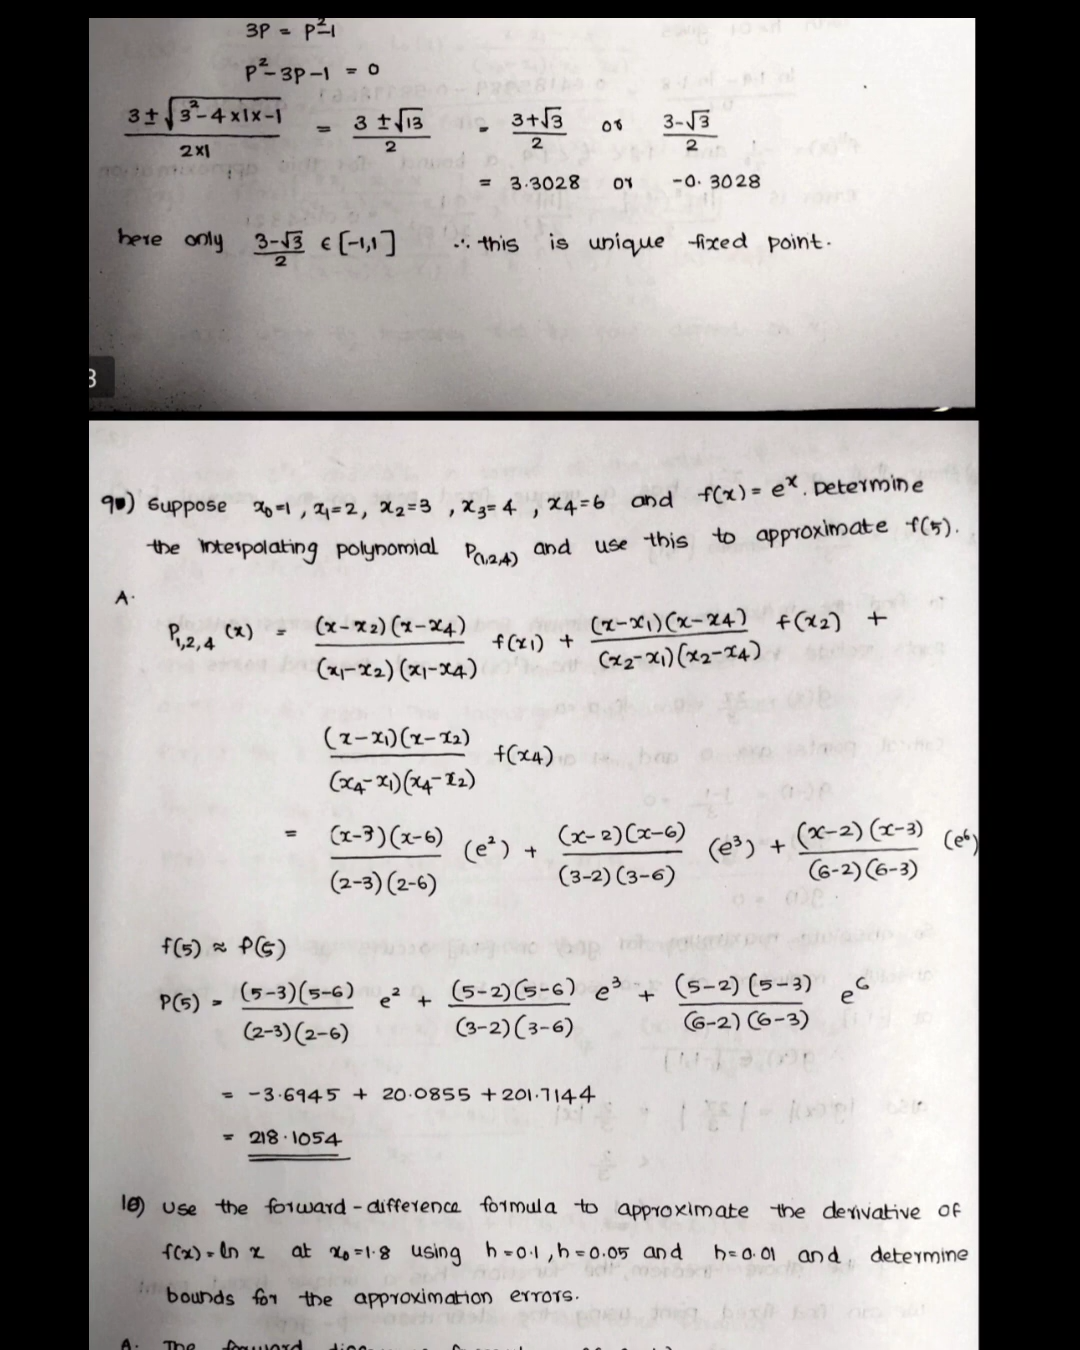 3P = P²-1
P²-3P-1 = 0
3±√3²-4×1×-1 / 2×1 = 3±√13 / 2 = 3+√3 / 2 or 3-√3 / 2
= 3.3028 or -0.3028
here only 3-√3 / 2 ∈ [-1,1] ∴ this is unique fixed point.
3
9) Suppose x₀=1, x₁=2, x₂=3, x₃=4, x₄=6 and f(x) = eˣ. Determine
the interpolating polynomial P(1,2,4) and use this to approximate f(5).
A.
P₁,₂,₄ (x) = (x-x₂)(x-x₄) / (x₁-x₂)(x₁-x₄) f(x₁) + (x-x₁)(x-x₄) / (x₂-x₁)(x₂-x₄) f(x₂) +
(x-x₁)(x-x₂) / (x₄-x₁)(x₄-x₂) f(x₄)
= (x-3)(x-6) / (2-3)(2-6) (e²) + (x-2)(x-6) / (3-2)(3-6) (e³) + (x-2)(x-3) / (6-2)(6-3) (e⁶)
f(5) ≈ P(5)
P(5) = (5-3)(5-6) / (2-3)(2-6) e² + (5-2)(5-6) / (3-2)(3-6) e³ + (5-2)(5-3) / (6-2)(6-3) e⁶
= -3.6945 + 20.0855 + 201.7144
= 218.1054
10) Use the forward-difference formula to approximate the derivative of
f(x) = ln x at x₀=1.8 using h=0.1, h=0.05 and h=0.01 and, determine
bounds for the approximation errors.
A. The forward